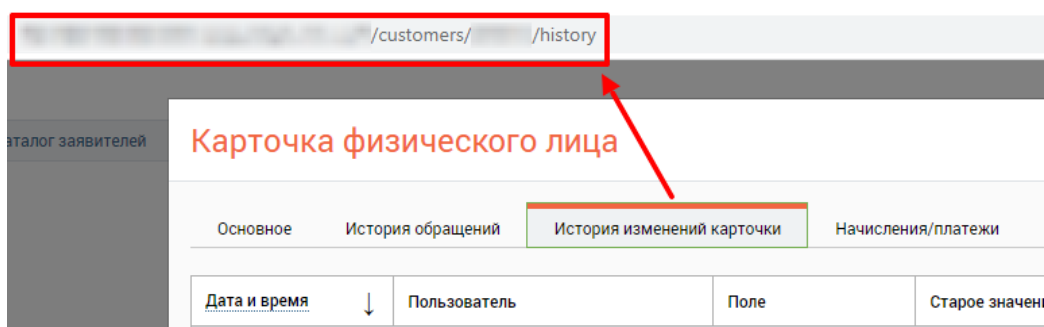 /customers/ /history
аталог заявителей
Карточка физического лица
Основное История обращений История изменений карточки Начисления/платежи
Дата и время ↓ Пользователь Поле Старое значен